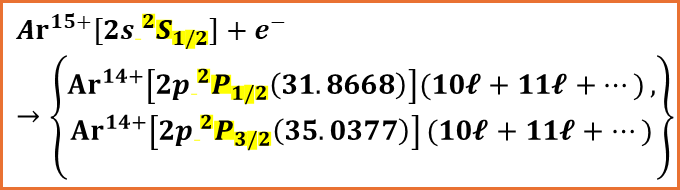 Ar¹⁵⁺[2s ²S₁/₂] + e⁻
Ar¹⁴⁺[2p ²P₁/₂(31.8668)](10ℓ + 11ℓ + ⋯ ),
→ { Ar¹⁴⁺[2p ²P₃/₂(35.0377)] (10ℓ + 11ℓ + ⋯ ) }